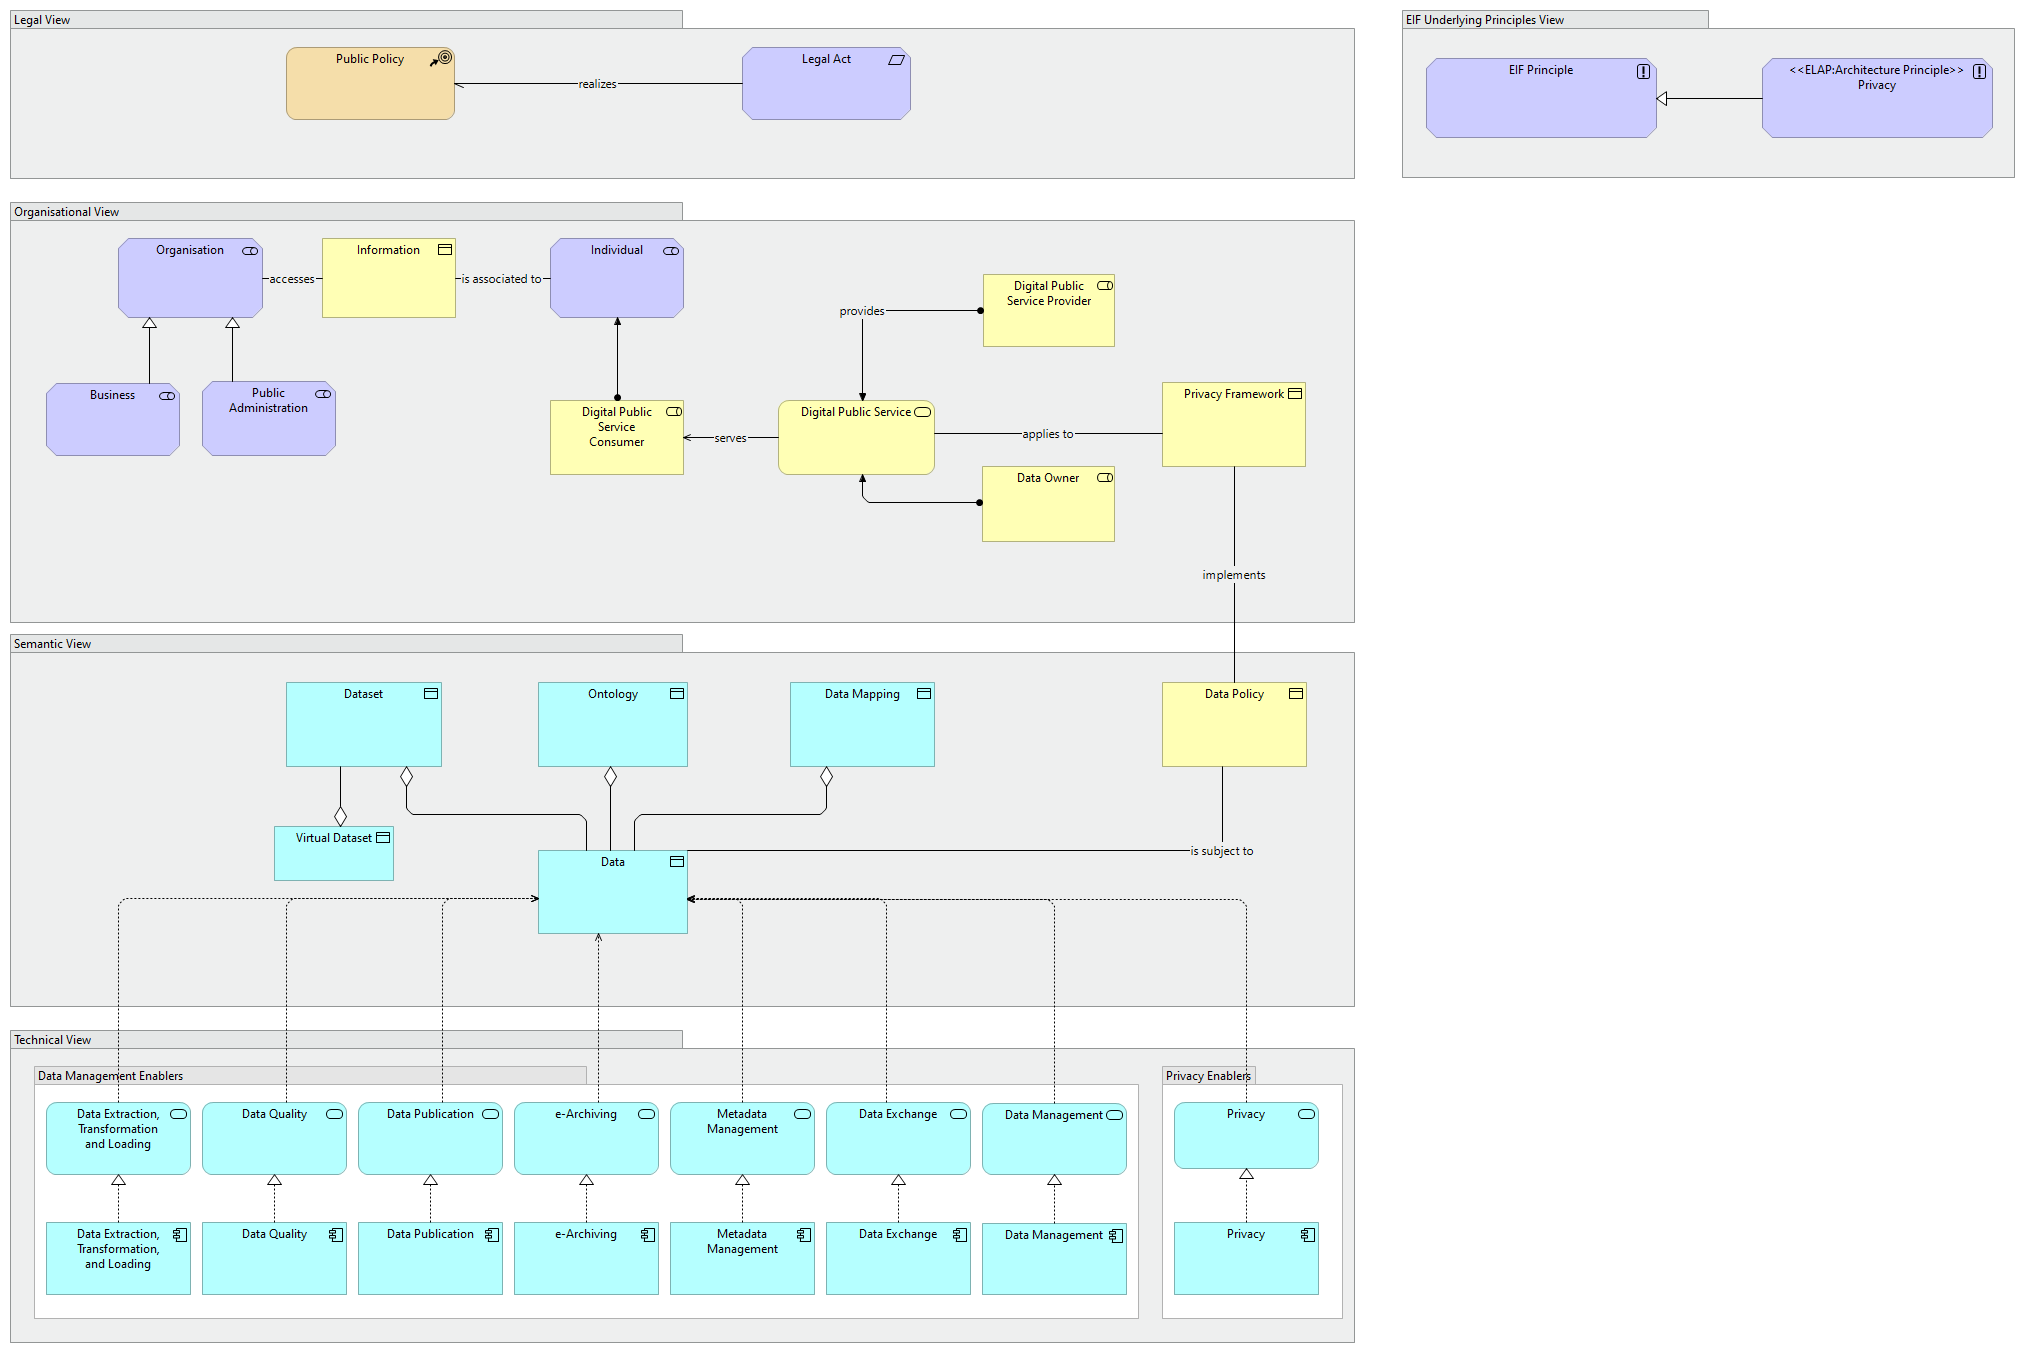 Legal View
Public Policy
realizes
Legal Act
EIF Underlying Principles View
EIF Principle
<<ELAP:Architecture Principle>>
Privacy
Organisational View
Organisation
accesses
Information
is associated to
Individual
Business
Public
Administration
Digital Public
Service Provider
provides
Digital Public
Service
Consumer
serves
Digital Public Service
applies to
Privacy Framework
Data Owner
implements
Semantic View
Dataset
Ontology
Data Mapping
Data Policy
Virtual Dataset
Data
is subject to
Technical View
Data Management Enablers
Privacy Enablers
Data Extraction,
Transformation
and Loading
Data Quality
Data Publication
e-Archiving
Metadata
Management
Data Exchange
Data Management
Privacy
Data Extraction,
Transformation,
and Loading
Data Quality
Data Publication
e-Archiving
Metadata
Management
Data Exchange
Data Management
Privacy